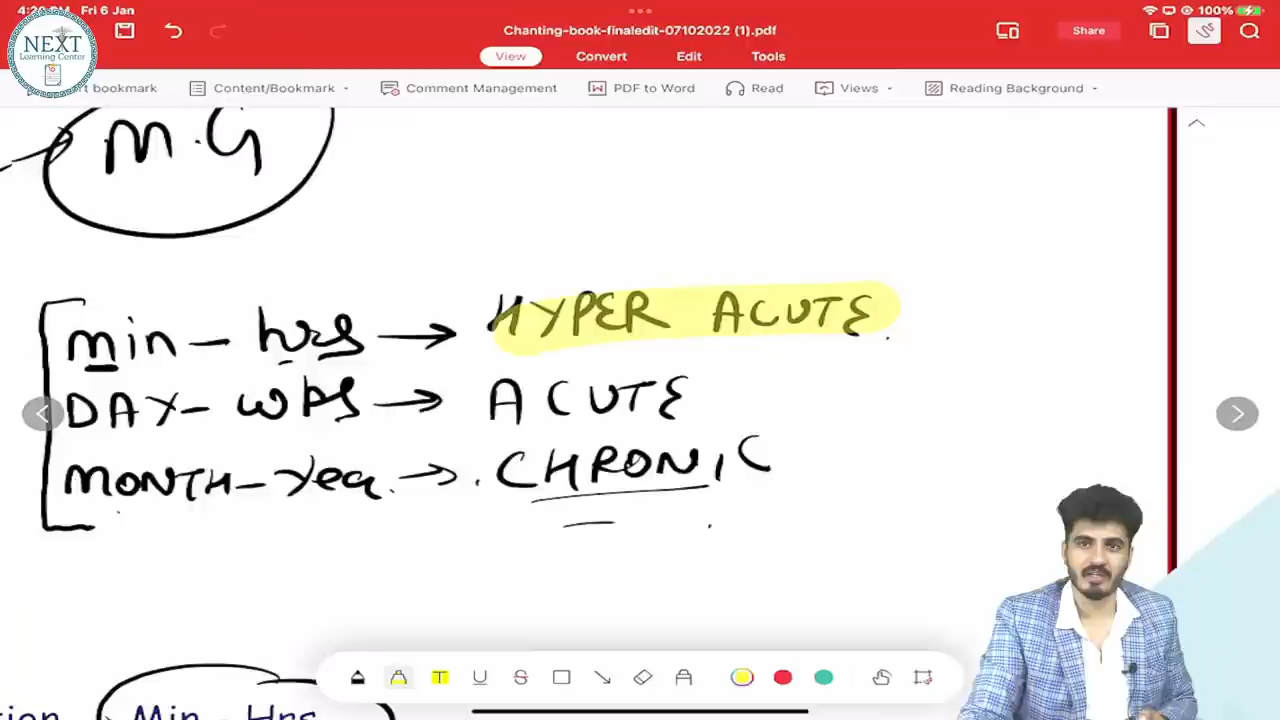 4:20 PM Fri 6 Jan
100%
NEXT
Learning Center
Chanting-book-finaledit-07102022 (1).pdf
Share
View Convert Edit Tools
bookmark Content/Bookmark Comment Management PDF to Word Read Views Reading Background
M.G
min - hrs → HYPER ACUTE
DAY - wks → ACUTE
MONTH - Year → CHRONIC
Min - Hrs
T U S A